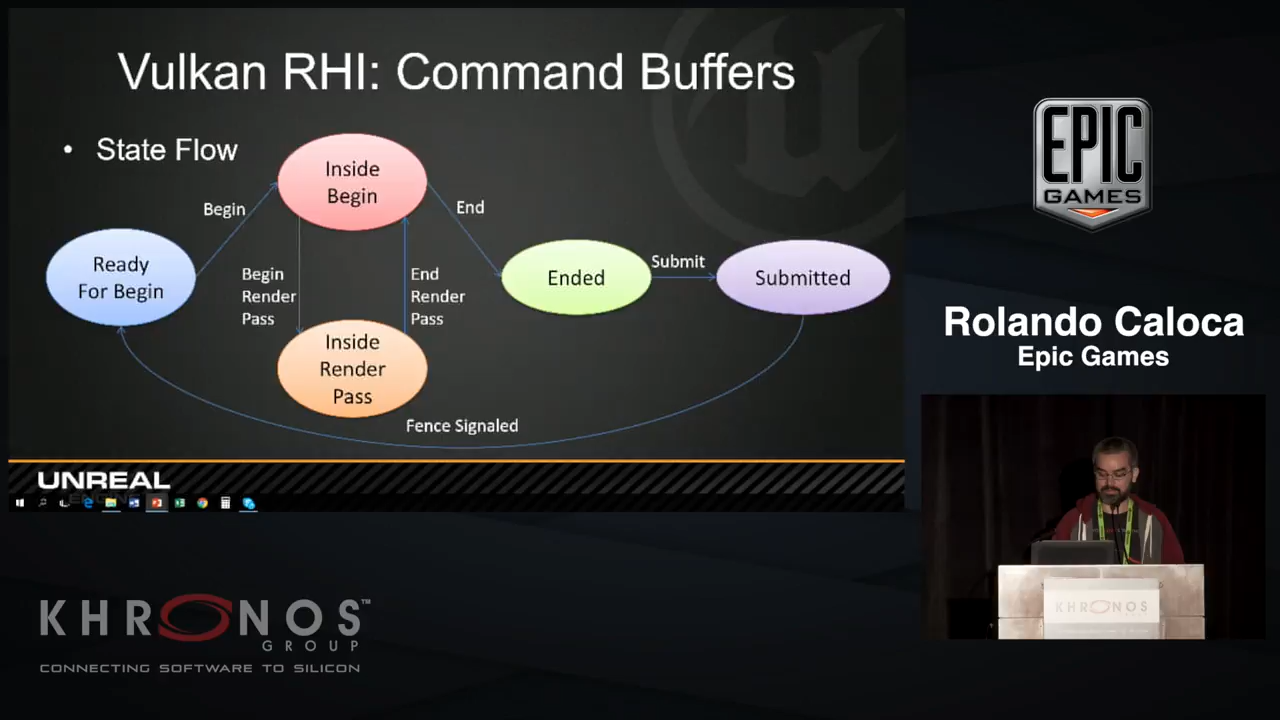 Vulkan RHI: Command Buffers
• State Flow
Inside
Begin
Begin
End
Ready
For Begin
Begin
Render
Pass
End
Render
Pass
Ended
Submit
Submitted
Inside
Render
Pass
Fence Signaled
UNREAL
EPIC
GAMES
Rolando Caloca
Epic Games
KHRONOS
KHRONOS™
GROUP
CONNECTING SOFTWARE TO SILICON